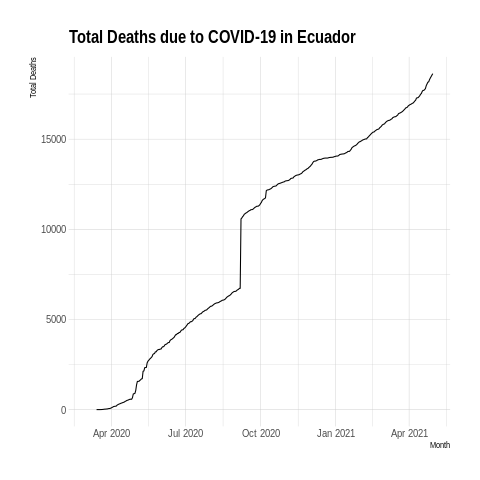 Total Deaths due to COVID-19 in Ecuador
Total Deaths
15000
10000
5000
0
Apr 2020 Jul 2020 Oct 2020 Jan 2021 Apr 2021
Month